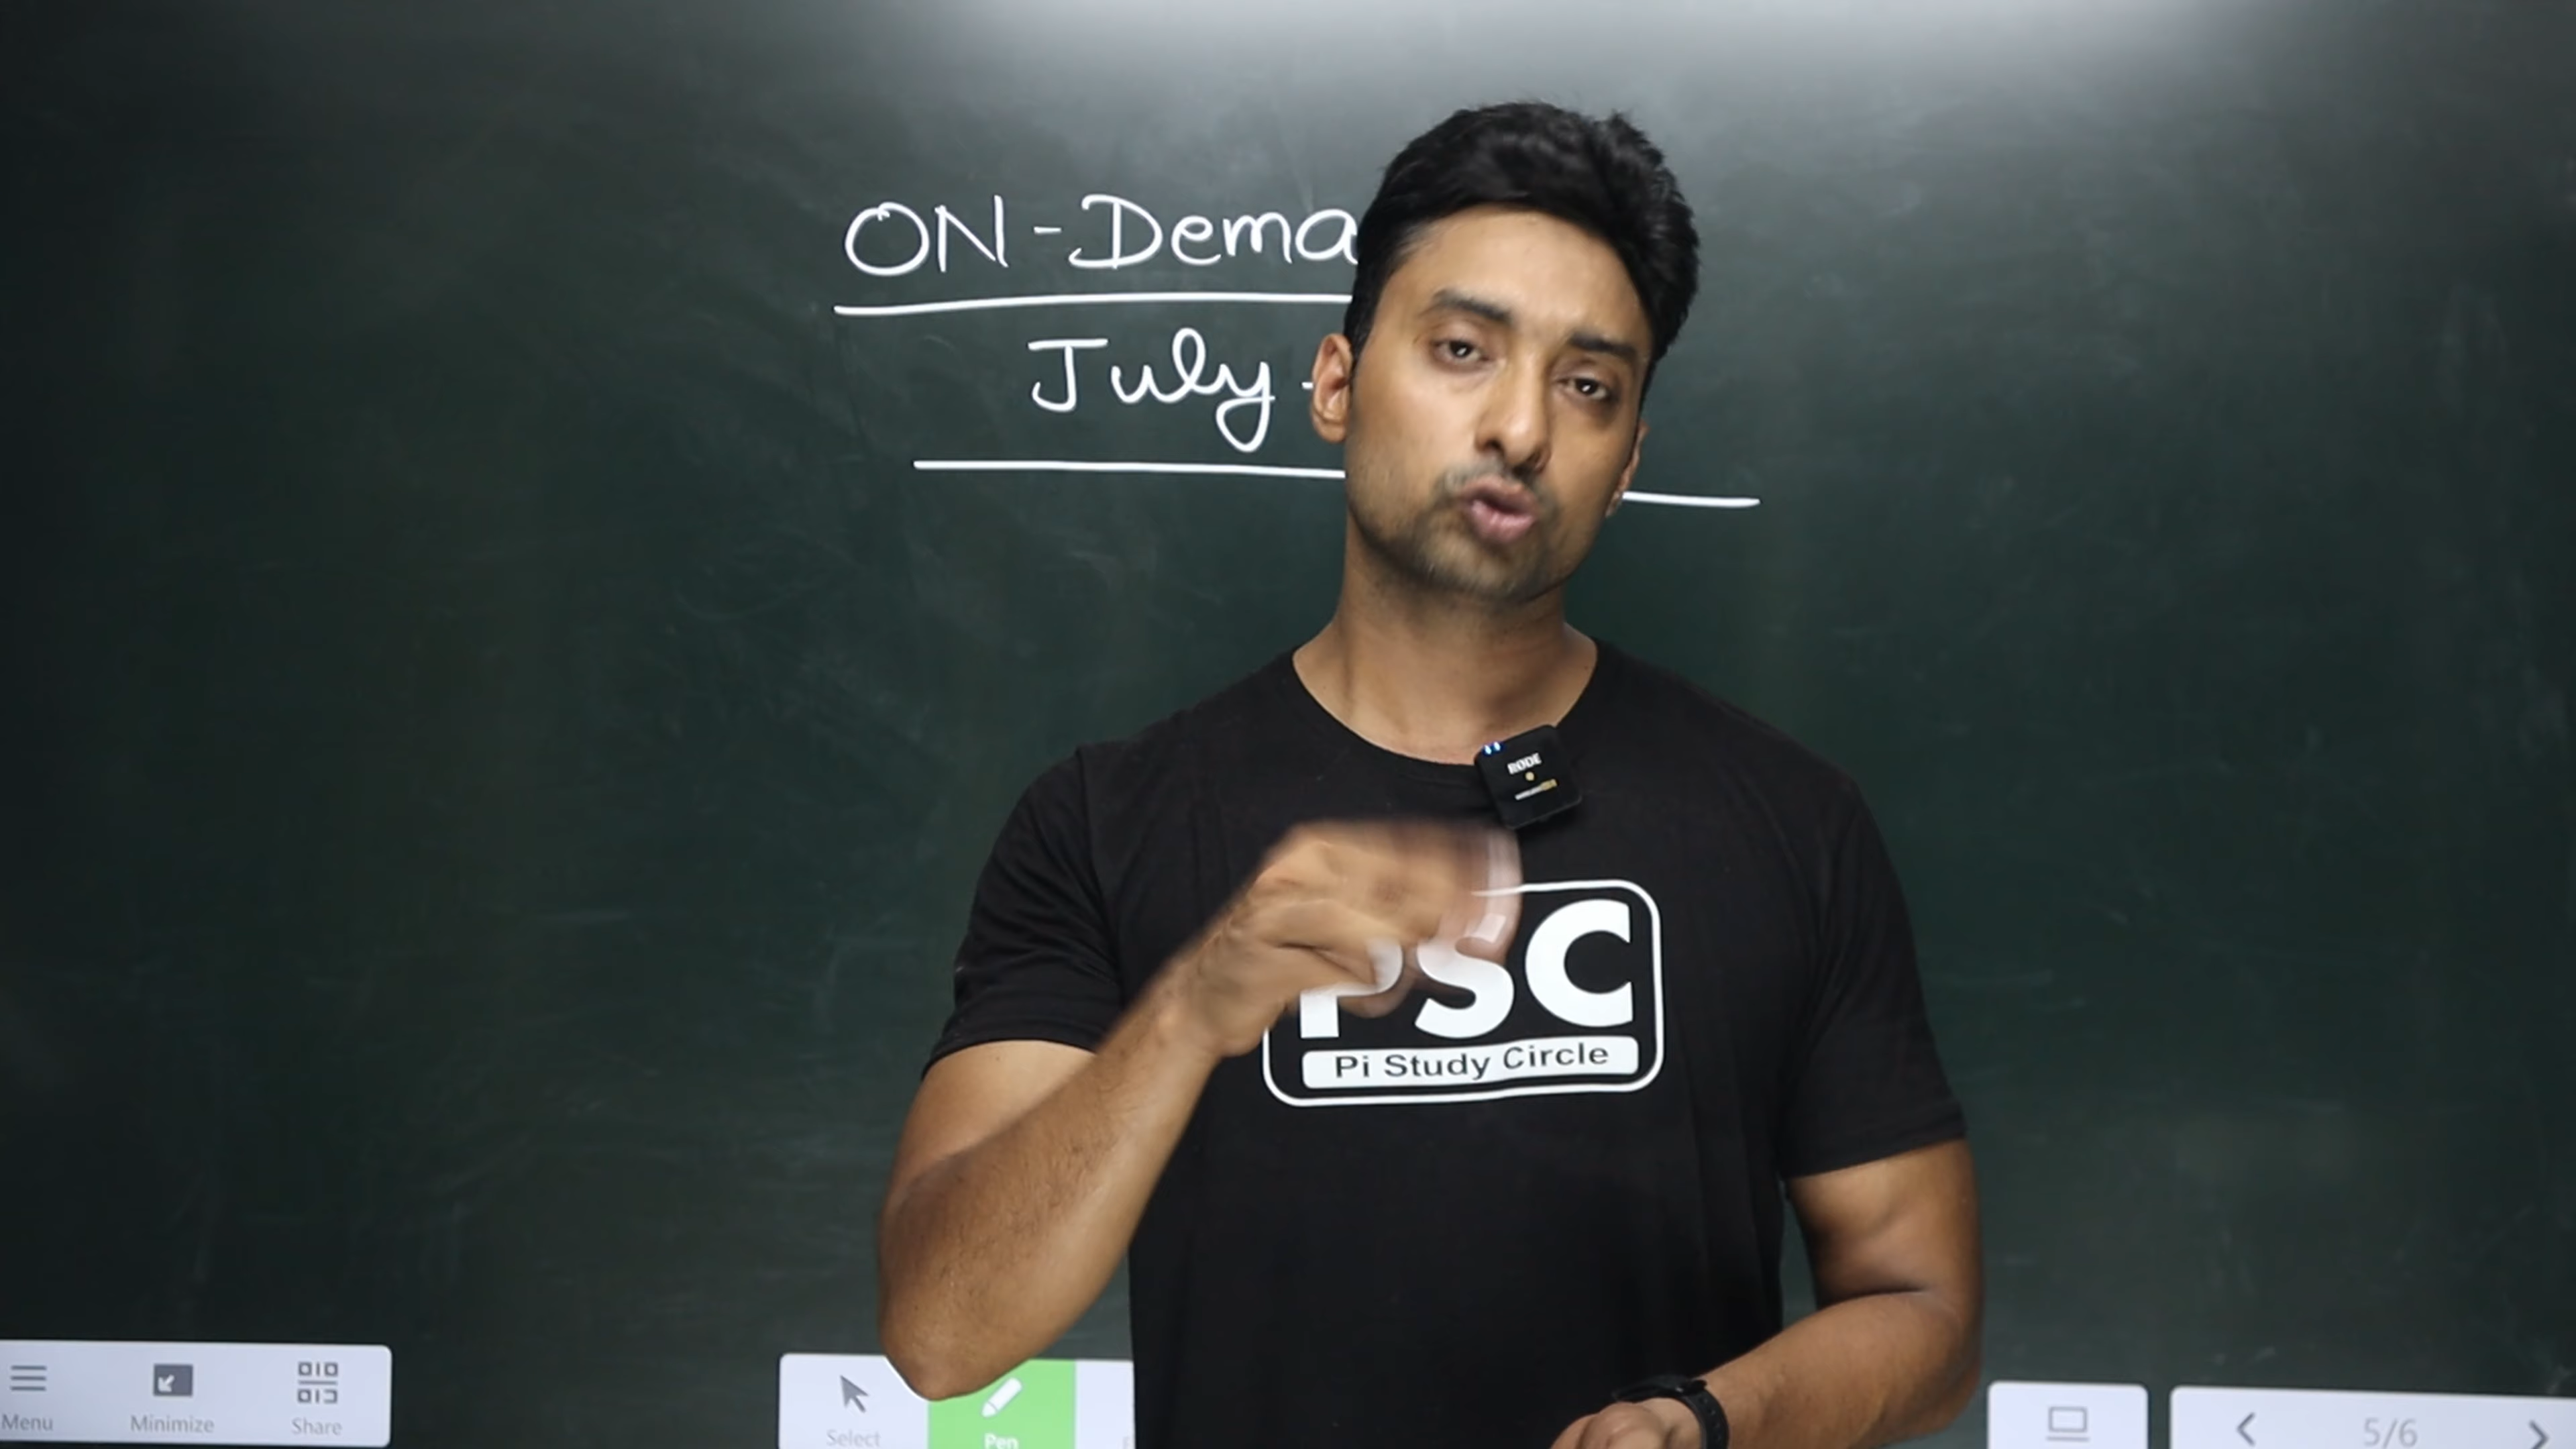 ON-Dema
July -
RODE
PSC
Pi Study Circle
Menu
Minimize
Share
Select
Pen
5/6